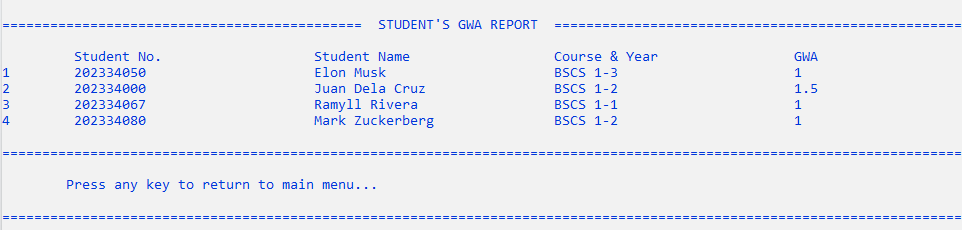 ============================================= STUDENT'S GWA REPORT ===================================================
Student No. Student Name Course & Year GWA
1 202334050 Elon Musk BSCS 1-3 1
2 202334000 Juan Dela Cruz BSCS 1-2 1.5
3 202334067 Ramyll Rivera BSCS 1-1 1
4 202334080 Mark Zuckerberg BSCS 1-2 1
========================================================================================================================
Press any key to return to main menu...
========================================================================================================================